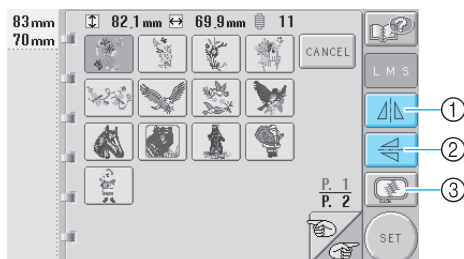 83mm
70mm
82,1mm 69,9mm 11
CANCEL
L M S
1
2
3
P. 1
P. 2
SET